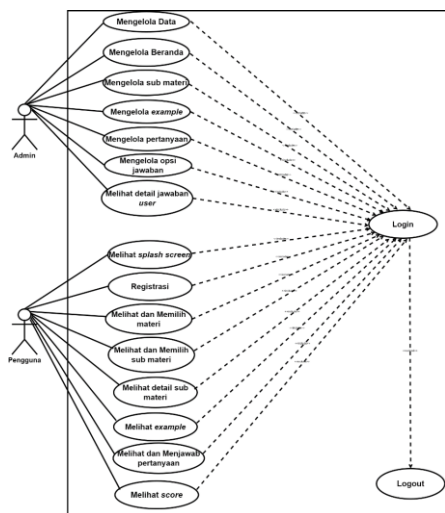 Mengelola Data
Mengelola Beranda
Mengelola sub materi
Mengelola example
Mengelola pertanyaan
Mengelola opsi
jawaban
Melihat detail jawaban
user
Admin
Login
Melihat splash screen
Registrasi
Melihat dan Memilih
materi
Melihat dan Memilih
sub materi
Melihat detail sub
materi
Melihat example
Melihat dan Menjawab
pertanyaan
Melihat score
Pengguna
Logout